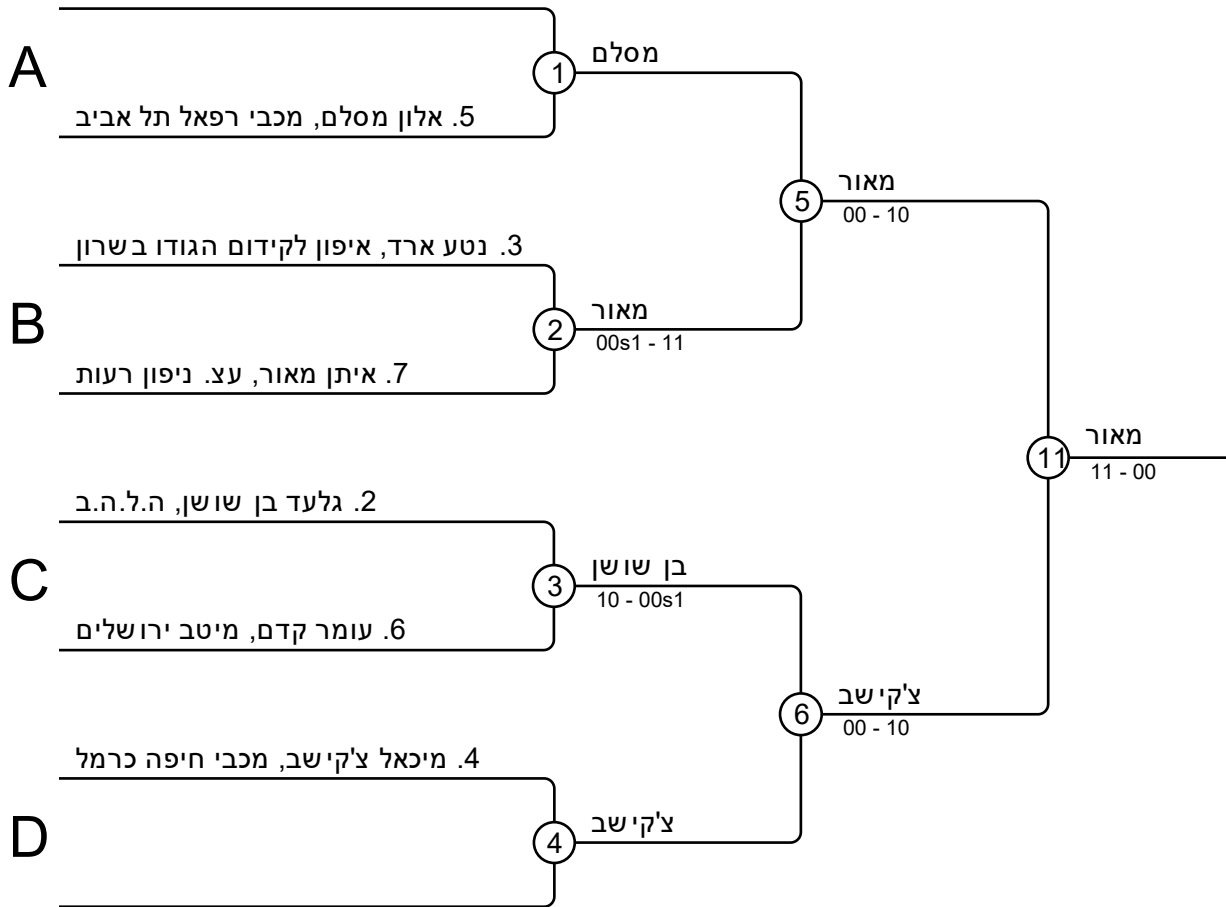 A
1
מסלם
5. אלון מסלם, מכבי רפאל תל אביב
5
מאור
00 - 10
3. נטע ארד, איפון לקידום הגודו בשרון
B
2
מאור
00s1 - 11
7. איתן מאור, עצ. ניפון רעות
11
מאור
11 - 00
2. גלעד בן שושן, ה.ל.ה.ב
C
3
בן שושן
10 - 00s1
6. עומר קדם, מיטב ירושלים
6
צ'קישב
00 - 10
4. מיכאל צ'קישב, מכבי חיפה כרמל
D
4
צ'קישב